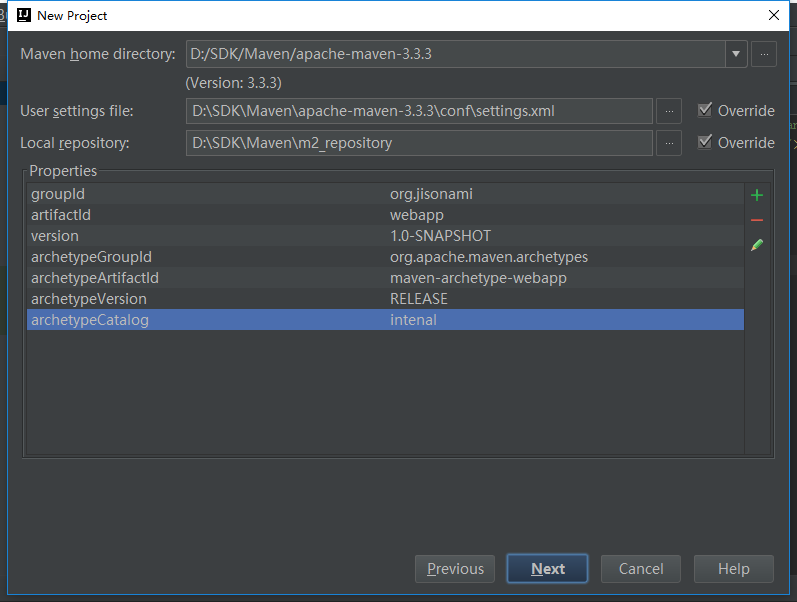 New Project
Maven home directory: D:/SDK/Maven/apache-maven-3.3.3 ...
(Version: 3.3.3)
User settings file: D:\SDK\Maven\apache-maven-3.3.3\conf\settings.xml ... Override
Local repository: D:\SDK\Maven\m2_repository ... Override
Properties
groupId org.jisonami
artifactId webapp
version 1.0-SNAPSHOT
archetypeGroupId org.apache.maven.archetypes
archetypeArtifactId maven-archetype-webapp
archetypeVersion RELEASE
archetypeCatalog intenal
Previous Next Cancel Help